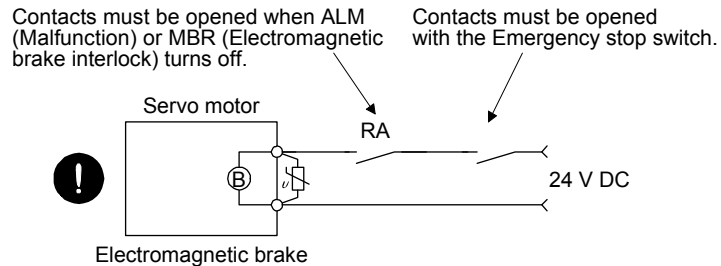 Contacts must be opened when ALM
(Malfunction) or MBR (Electromagnetic
brake interlock) turns off.
Contacts must be opened
with the Emergency stop switch.
Servo motor
RA
B
υ
24 V DC
Electromagnetic brake